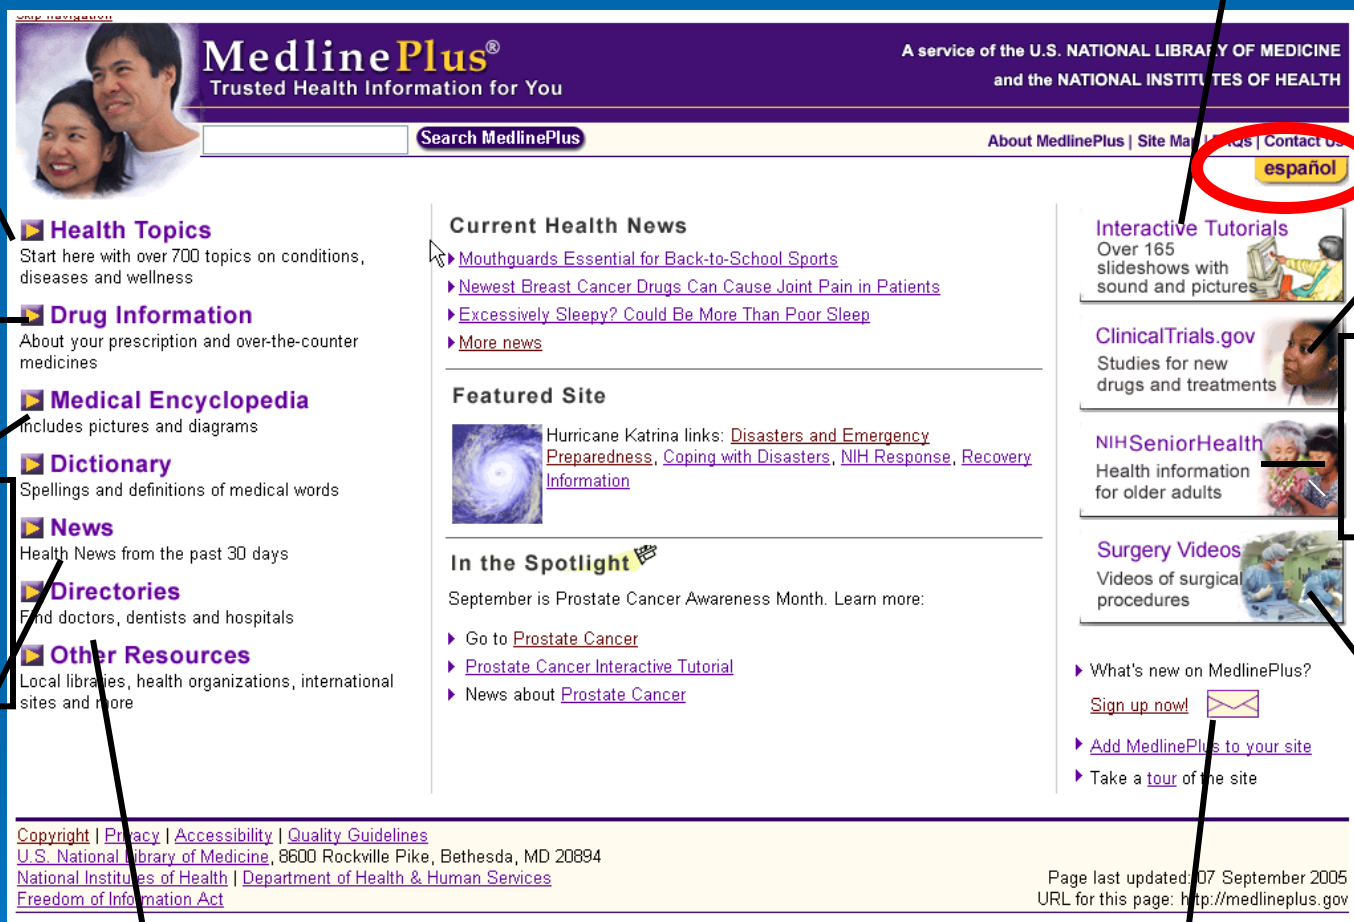 Skip navigation
MedlinePlus®
Trusted Health Information for You
A service of the U.S. NATIONAL LIBRARY OF MEDICINE
and the NATIONAL INSTITUTES OF HEALTH
Search MedlinePlus
About MedlinePlus | Site Map | FAQs | Contact Us
español
Health Topics
Start here with over 700 topics on conditions,
diseases and wellness
Drug Information
About your prescription and over-the-counter
medicines
Medical Encyclopedia
Includes pictures and diagrams
Dictionary
Spellings and definitions of medical words
News
Health News from the past 30 days
Directories
Find doctors, dentists and hospitals
Other Resources
Local libraries, health organizations, international
sites and more
Current Health News
Mouthguards Essential for Back-to-School Sports
Newest Breast Cancer Drugs Can Cause Joint Pain in Patients
Excessively Sleepy? Could Be More Than Poor Sleep
More news
Featured Site
Hurricane Katrina links: Disasters and Emergency
Preparedness, Coping with Disasters, NIH Response, Recovery
Information
In the Spotlight
September is Prostate Cancer Awareness Month. Learn more:
Go to Prostate Cancer
Prostate Cancer Interactive Tutorial
News about Prostate Cancer
Interactive Tutorials
Over 165
slideshows with
sound and pictures
ClinicalTrials.gov
Studies for new
drugs and treatments
NIHSeniorHealth
Health information
for older adults
Surgery Videos
Videos of surgical
procedures
What's new on MedlinePlus?
Sign up now!
Add MedlinePlus to your site
Take a tour of the site
Copyright | Privacy | Accessibility | Quality Guidelines
U.S. National Library of Medicine, 8600 Rockville Pike, Bethesda, MD 20894
National Institutes of Health | Department of Health & Human Services
Freedom of Information Act
Page last updated: 07 September 2005
URL for this page: http://medlineplus.gov